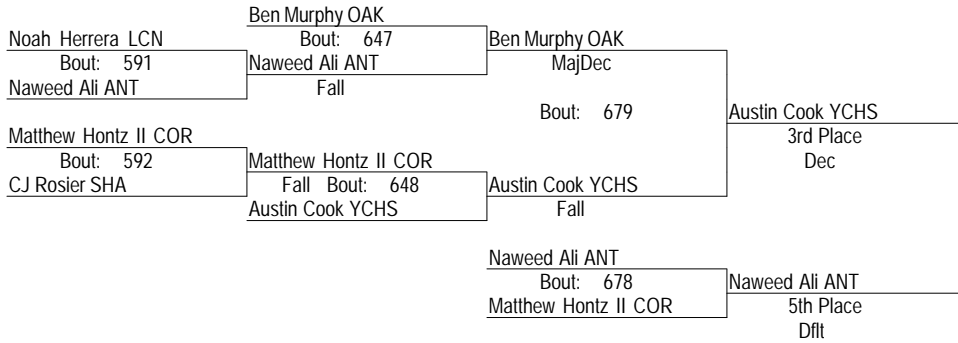 Ben Murphy OAK
Noah Herrera LCN
Bout: 647
Ben Murphy OAK
Bout: 591
Naweed Ali ANT
MajDec
Naweed Ali ANT
Fall
Bout: 679
Austin Cook YCHS
Matthew Hontz II COR
3rd Place
Bout: 592
Matthew Hontz II COR
Dec
CJ Rosier SHA
Fall Bout: 648
Austin Cook YCHS
Austin Cook YCHS
Fall
Naweed Ali ANT
Bout: 678
Naweed Ali ANT
Matthew Hontz II COR
5th Place
Dflt